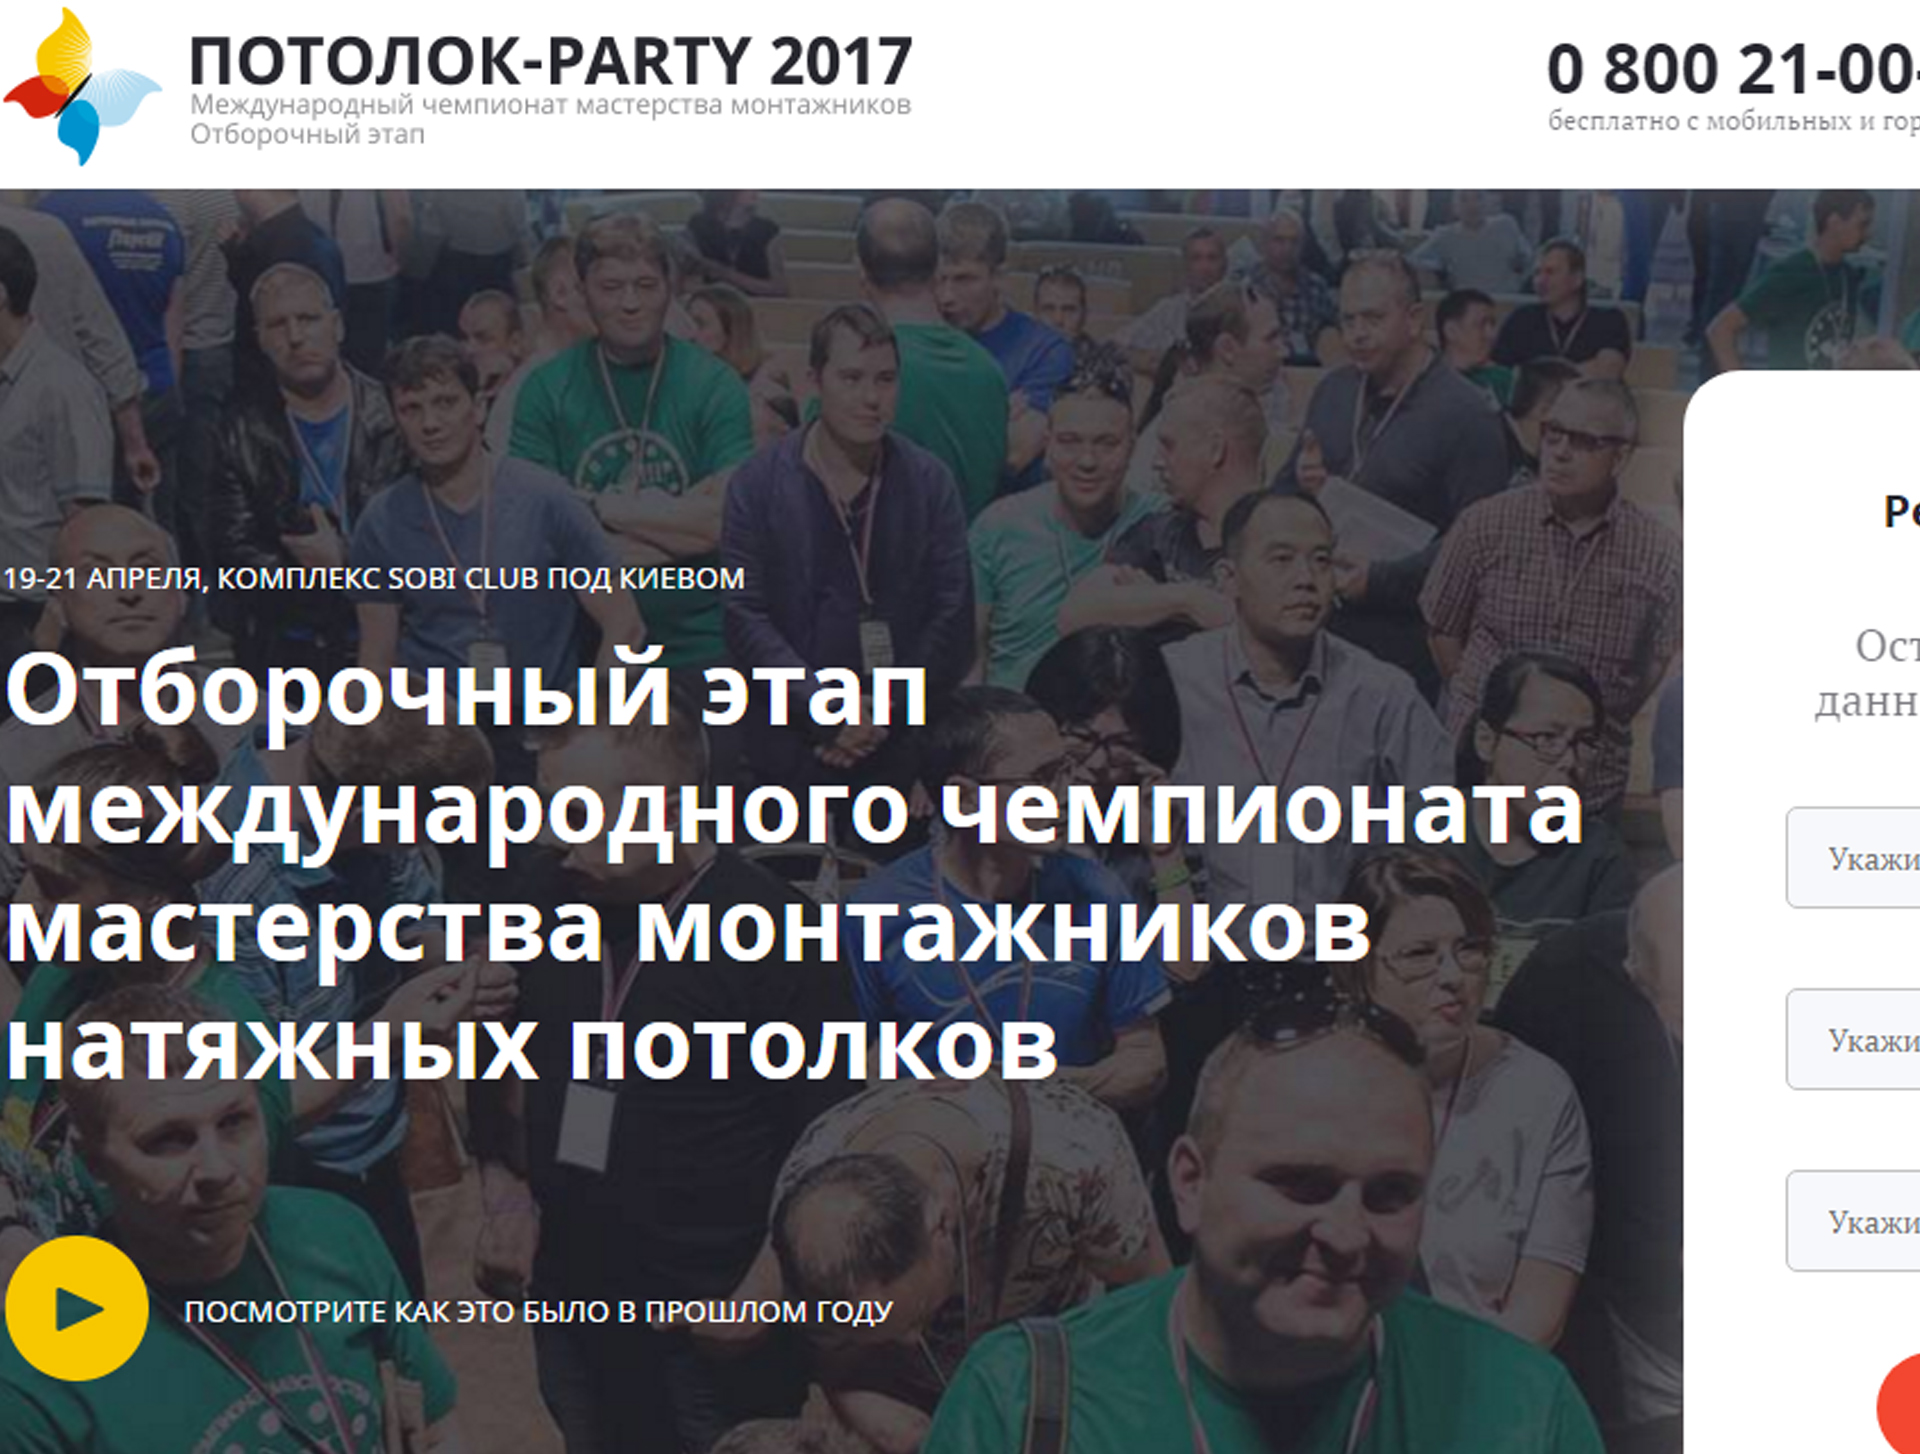 ПОТОЛОК-PARTY 2017
Международный чемпионат мастерства монтажников
Отборочный этап
0 800 21-00-
бесплатно с мобильных и гор
19-21 АПРЕЛЯ, КОМПЛЕКС SOBI CLUB ПОД КИЕВОМ
Отборочный этап
международного чемпионата
мастерства монтажников
натяжных потолков
ПОСМОТРИТЕ КАК ЭТО БЫЛО В ПРОШЛОМ ГОДУ
Ре
Ост
данн
Укажи
Укажи
Укажи